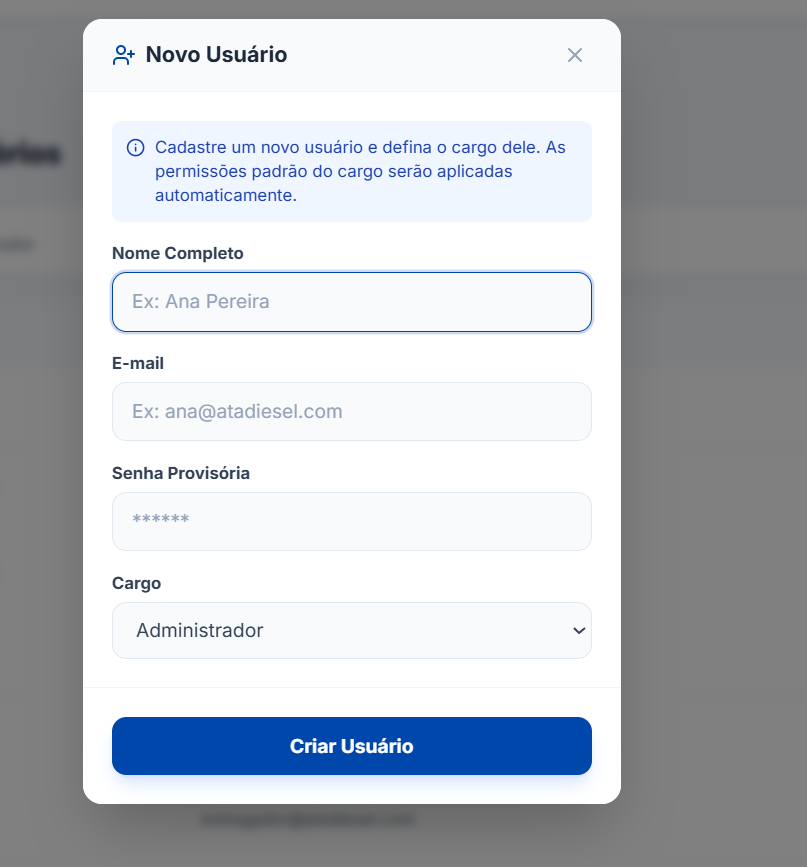 Novo Usuário
Cadastre um novo usuário e defina o cargo dele. As
permissões padrão do cargo serão aplicadas
automaticamente.
Nome Completo
Ex: Ana Pereira
E-mail
Ex: ana@atadiesel.com
Senha Provisória
******
Cargo
Administrador
Criar Usuário